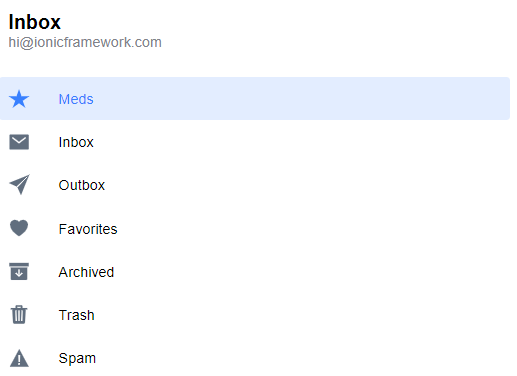 Inbox
hi@ionicframework.com
Meds
Inbox
Outbox
Favorites
Archived
Trash
Spam